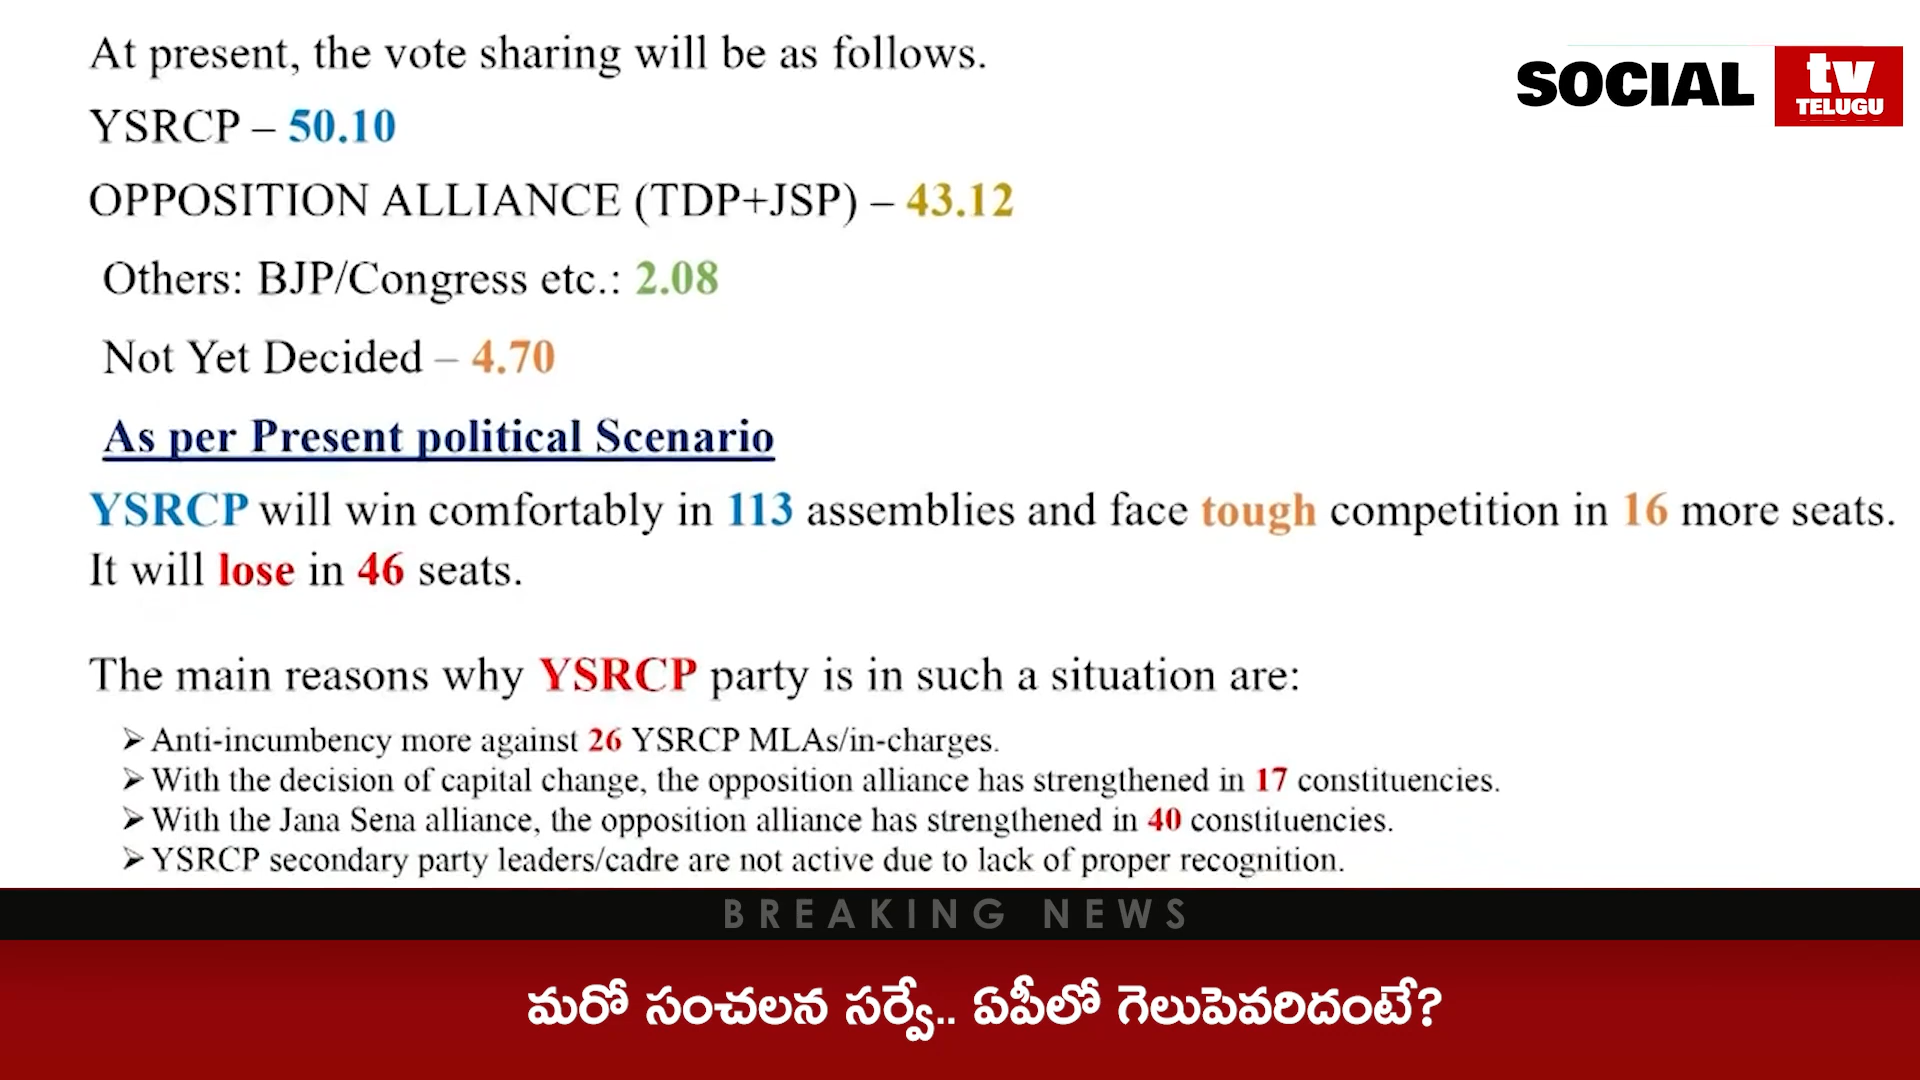 At present, the vote sharing will be as follows.
SOCIAL tv TELUGU
YSRCP – 50.10
OPPOSITION ALLIANCE (TDP+JSP) – 43.12
Others: BJP/Congress etc.: 2.08
Not Yet Decided – 4.70
As per Present political Scenario
YSRCP will win comfortably in 113 assemblies and face tough competition in 16 more seats.
It will lose in 46 seats.
The main reasons why YSRCP party is in such a situation are:
➢ Anti-incumbency more against 26 YSRCP MLAs/in-charges.
➢ With the decision of capital change, the opposition alliance has strengthened in 17 constituencies.
➢ With the Jana Sena alliance, the opposition alliance has strengthened in 40 constituencies.
➢ YSRCP secondary party leaders/cadre are not active due to lack of proper recognition.
BREAKING NEWS
మరో సంచలన సర్వే.. ఏపీలో గెలుపెవరిదంటే?